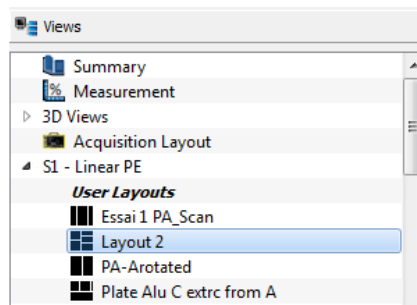 Views
Summary
Measurement
3D Views
Acquisition Layout
S1 - Linear PE
User Layouts
Essai 1 PA_Scan
Layout 2
PA-Arotated
Plate Alu C extrc from A